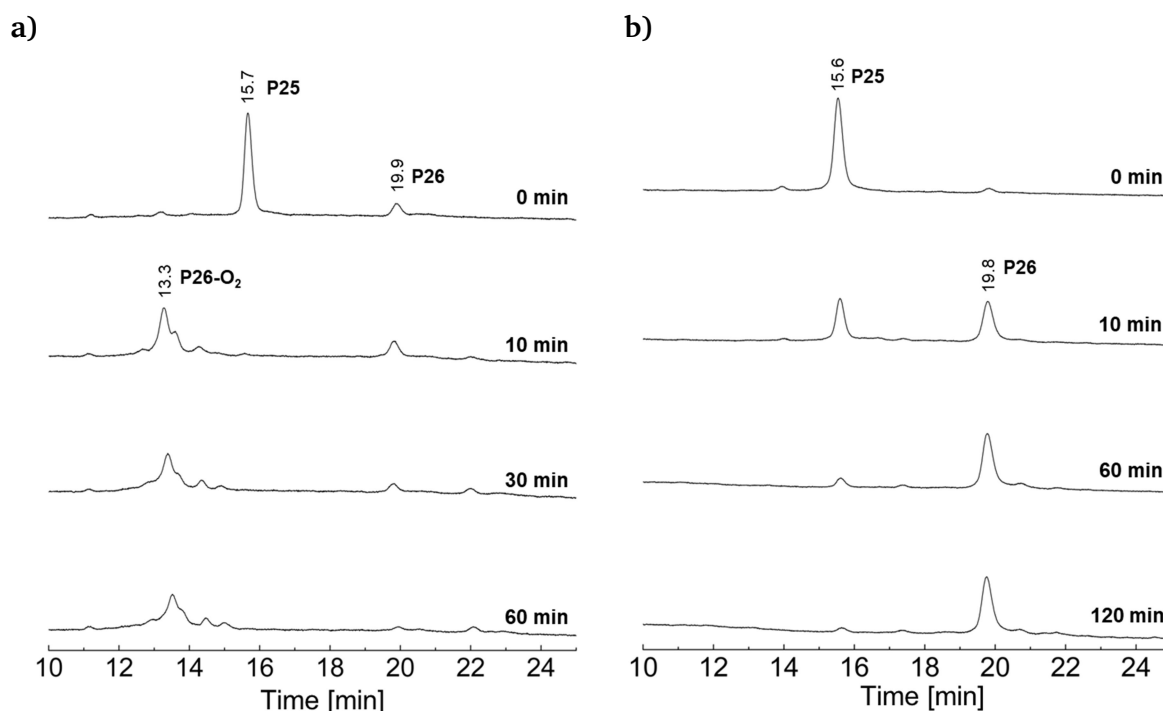 a)
15.7 P25
19.9 P26
0 min
13.3 P26-O₂
10 min
30 min
60 min
10 12 14 16 18 20 22 24
Time [min]
b)
15.6 P25
0 min
19.8 P26
10 min
60 min
120 min
10 12 14 16 18 20 22 24
Time [min]